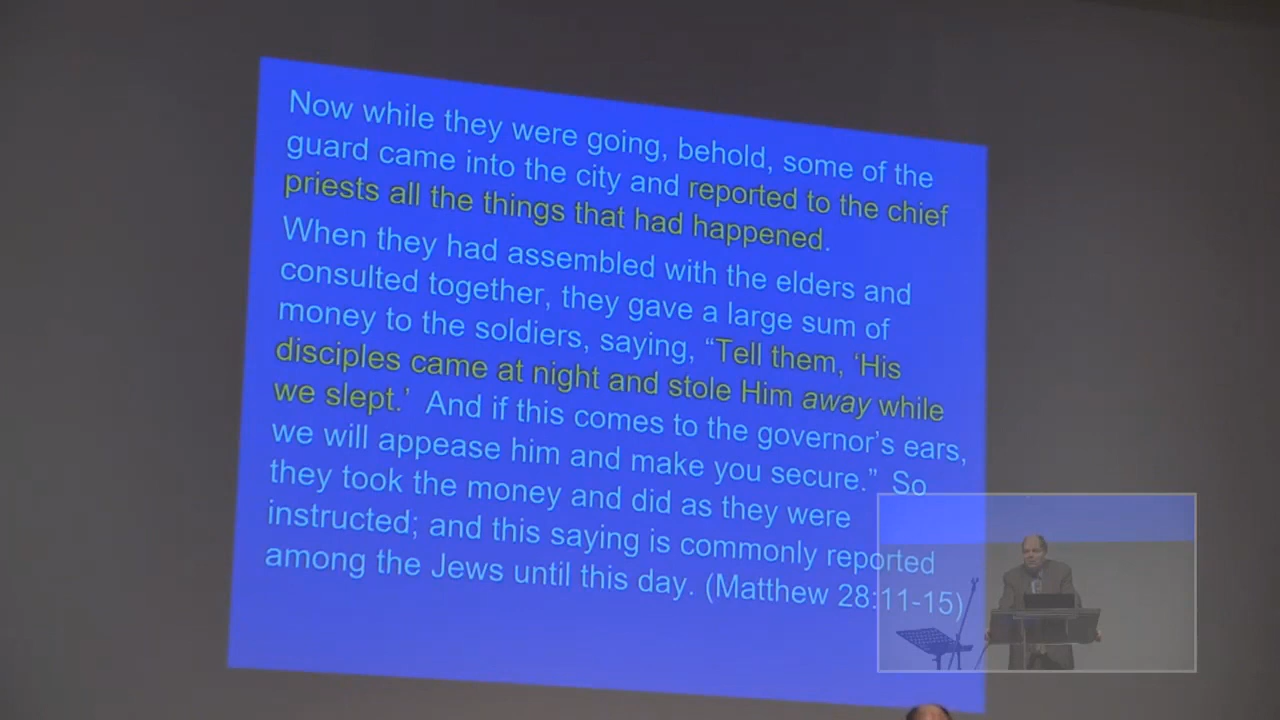 Now while they were going, behold, some of the
guard came into the city and reported to the chief
priests all the things that had happened.
When they had assembled with the elders and
consulted together, they gave a large sum of
money to the soldiers, saying, “Tell them, ‘His
disciples came at night and stole Him away while
we slept.’ And if this comes to the governor’s ears,
we will appease him and make you secure.” So
they took the money and did as they were
instructed; and this saying is commonly reported
among the Jews until this day. (Matthew 28:11-15)